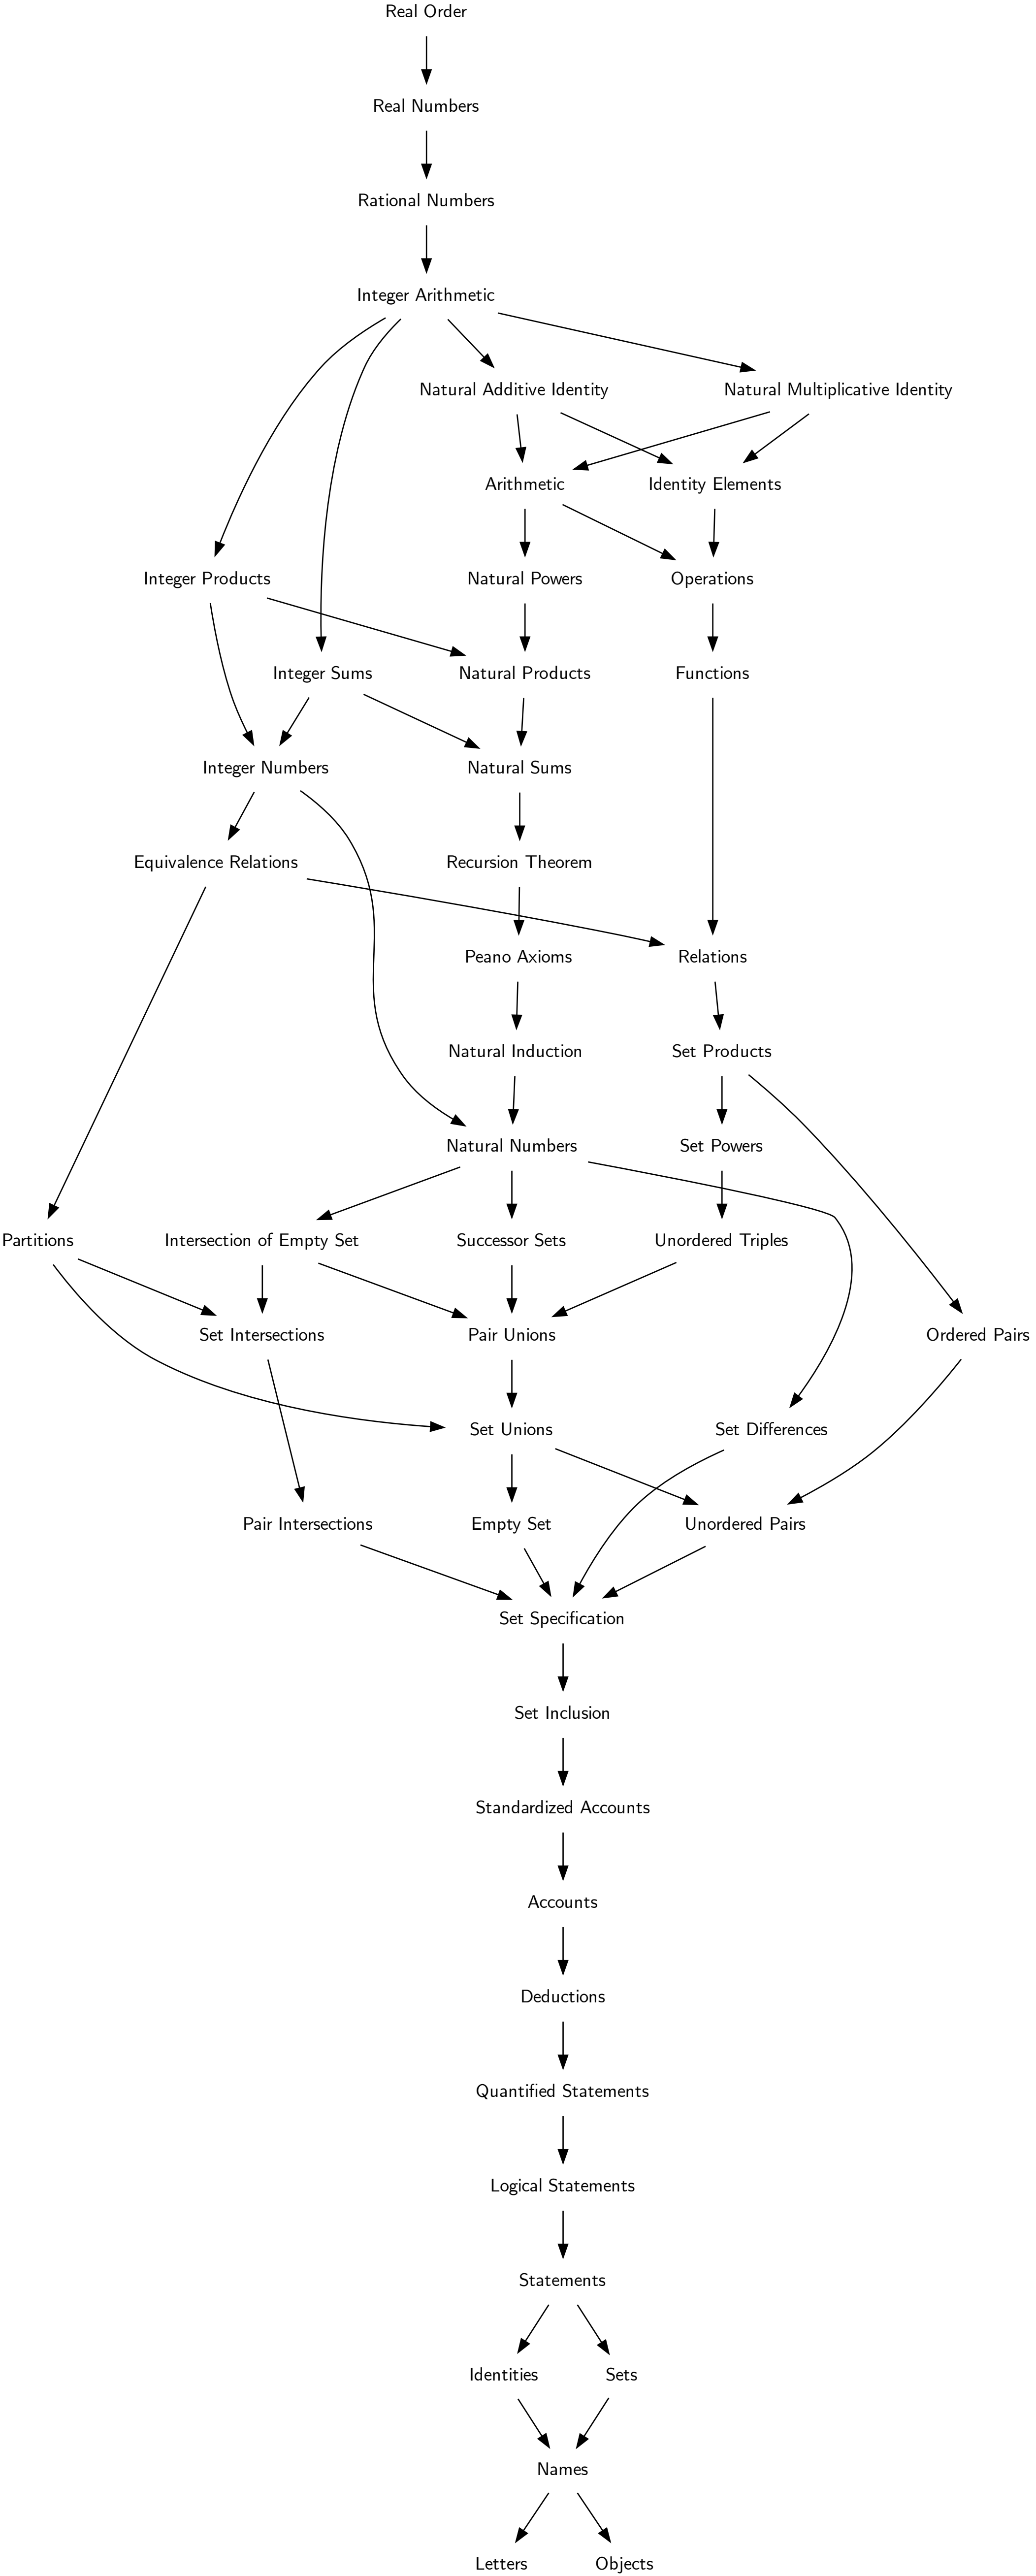 Real Order
Real Numbers
Rational Numbers
Integer Arithmetic
Natural Additive Identity
Natural Multiplicative Identity
Arithmetic
Identity Elements
Integer Products
Natural Powers
Operations
Integer Sums
Natural Products
Functions
Integer Numbers
Natural Sums
Equivalence Relations
Recursion Theorem
Peano Axioms
Relations
Natural Induction
Set Products
Natural Numbers
Set Powers
Partitions
Intersection of Empty Set
Successor Sets
Unordered Triples
Set Intersections
Pair Unions
Ordered Pairs
Set Unions
Set Differences
Pair Intersections
Empty Set
Unordered Pairs
Set Specification
Set Inclusion
Standardized Accounts
Accounts
Deductions
Quantified Statements
Logical Statements
Statements
Identities
Sets
Names
Letters
Objects